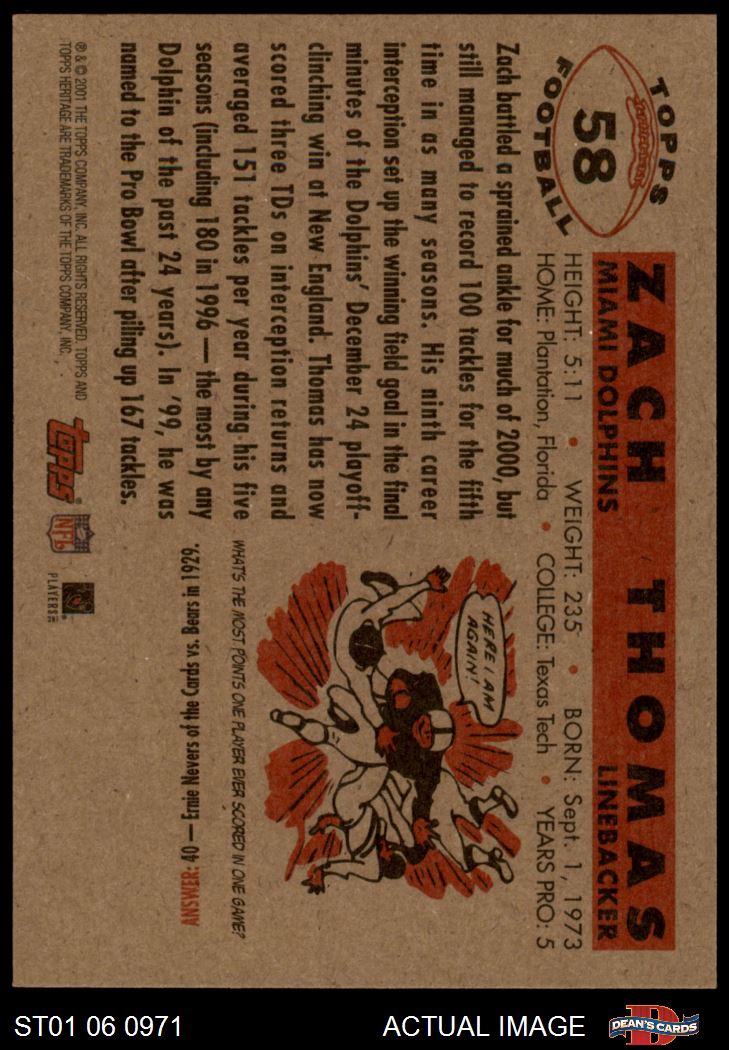 TOPPS
58
FOOTBALL
ZACH THOMAS
MIAMI DOLPHINS
LINEBACKER
HEIGHT: 5:11 • WEIGHT: 235 • BORN: Sept. 1, 1973
HOME: Plantation, Florida • COLLEGE: Texas Tech • YEARS PRO: 5
Zach battled a sprained ankle for much of 2000, but
still managed to record 100 tackles for the fifth
time in as many seasons. His ninth career
interception set up the winning field goal in the final
minutes of the Dolphins' December 24 playoff-
clinching win at New England. Thomas has now
scored three TDs on interception returns and
averaged 151 tackles per year during his five
seasons (including 180 in 1996 — the most by any
Dolphin of the past 24 years). In '99, he was
named to the Pro Bowl after piling up 167 tackles.
HERE I AM
AGAIN!
WHAT'S THE MOST POINTS ONE PLAYER EVER SCORED IN ONE GAME?
ANSWER: 40 — Ernie Nevers of the Cards vs. Bears in 1929.
® & © 2001 THE TOPPS COMPANY, INC. ALL RIGHTS RESERVED. TOPPS AND
TOPPS HERITAGE ARE TRADEMARKS OF THE TOPPS COMPANY, INC.
topps®
NFL
PLAYERS INC
ST01 06 0971
ACTUAL IMAGE
DEAN'S CARDS